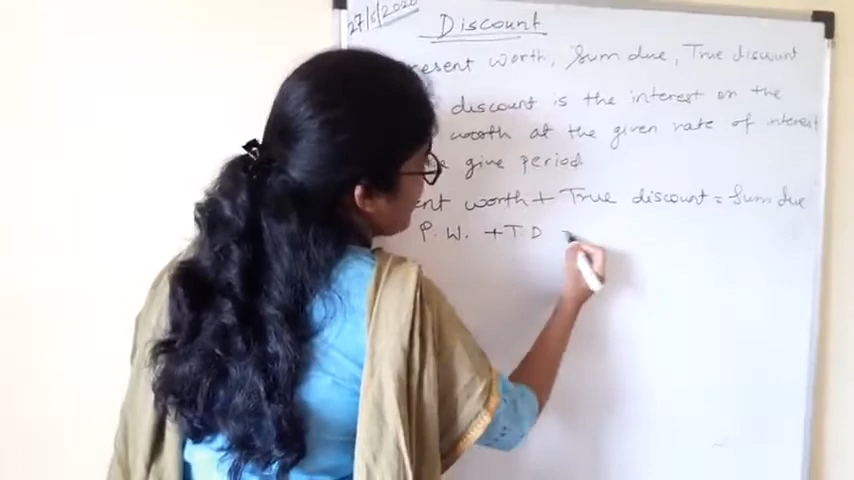 27/5/2020
Discount
resent worth, Sum due, True discount
discount is the interest on the
worth at the given rate of interest
the give period
ent worth + True discount = Sum due
P.W. + T.D